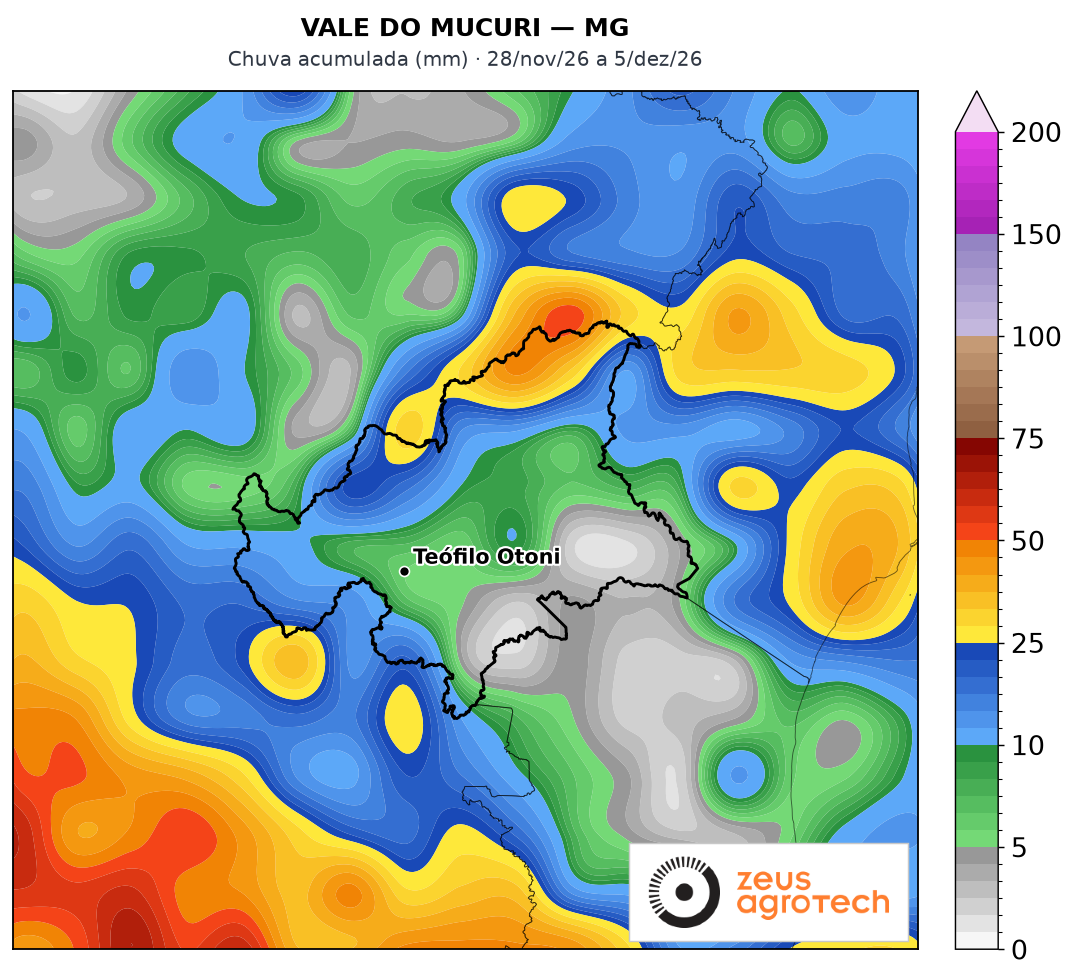 VALE DO MUCURI — MG
Chuva acumulada (mm) · 28/nov/26 a 5/dez/26
200
150
100
75
50
25
10
5
0
Teófilo Otoni
zeus
agrotech